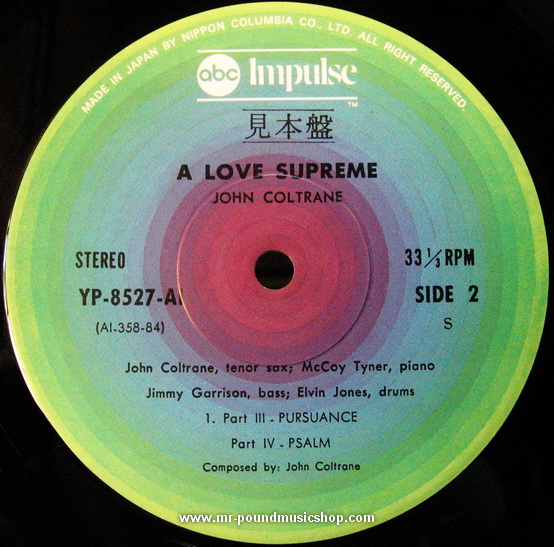 MADE IN JAPAN BY NIPPON COLUMBIA CO., LTD. ALL RIGHT RESERVED.
abc Impulse
TM
見本盤
A LOVE SUPREME
JOHN COLTRANE
STEREO
33 1/3 RPM
YP-8527-AI
SIDE 2
(AI-358-84)
S
John Coltrane, tenor sax; McCoy Tyner, piano
Jimmy Garrison, bass; Elvin Jones, drums
1. Part III - PURSUANCE
Part IV - PSALM
Composed by: John Coltrane
www.mr-poundmusicshop.com